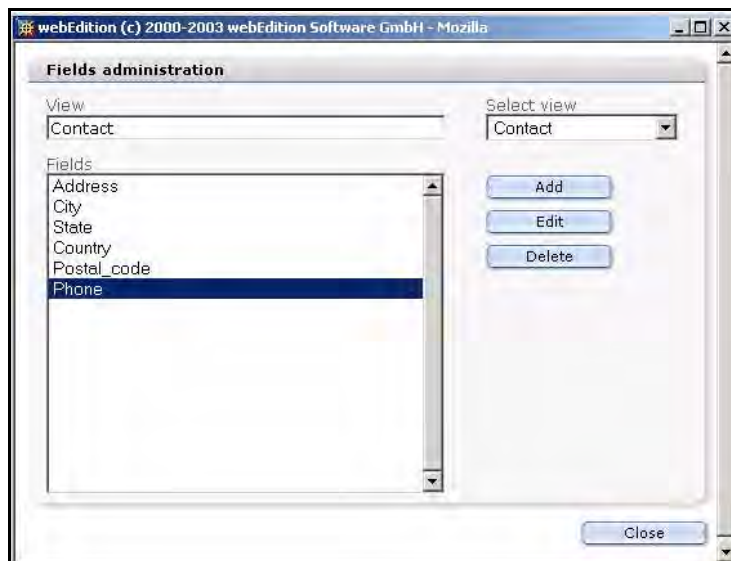 webEdition (c) 2000-2003 webEdition Software GmbH - Mozilla
Fields administration
View
Select view
Contact
Contact
Fields
Address
City
State
Country
Postal_code
Phone
Add
Edit
Delete
Close